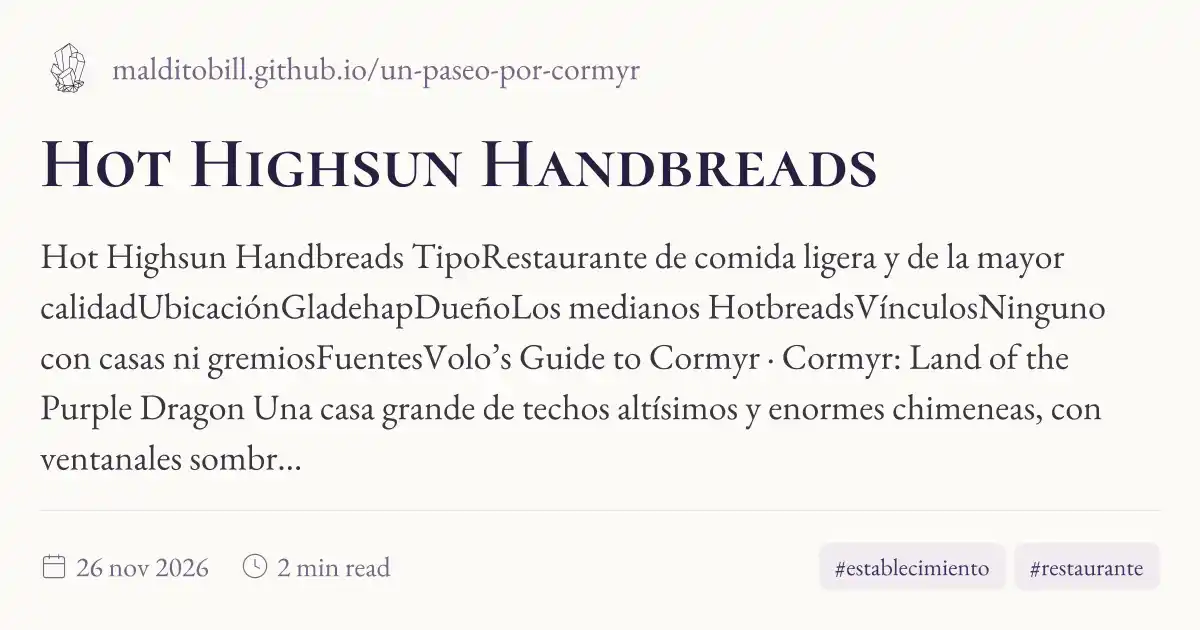 malditobill.github.io/un-paseo-por-cormyr
Hot Highsun Handbreads
Hot Highsun Handbreads TipoRestaurante de comida ligera y de la mayor
calidadUbicaciónGladehapDueñoLos medianos HotbreadsVínculosNinguno
con casas ni gremiosFuentesVolo’s Guide to Cormyr · Cormyr: Land of the
Purple Dragon Una casa grande de techos altísimos y enormes chimeneas, con
ventanales sombr...
26 nov 2026 2 min read #establecimiento #restaurante